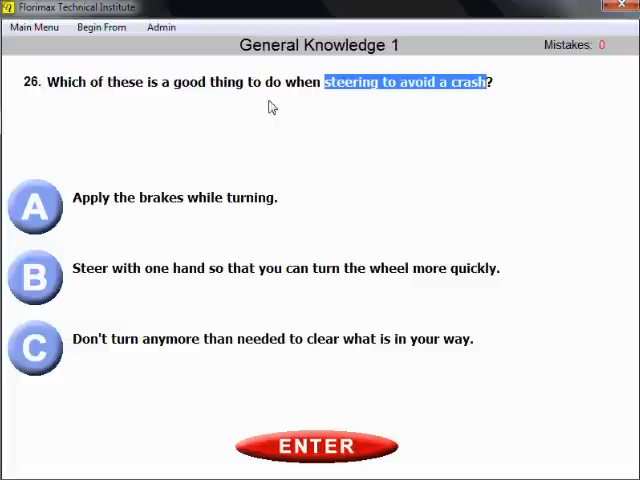 Florimax Technical Institute
Main Menu Begin From Admin
General Knowledge 1 Mistakes: 0
26. Which of these is a good thing to do when steering to avoid a crash?
A Apply the brakes while turning.
B Steer with one hand so that you can turn the wheel more quickly.
C Don't turn anymore than needed to clear what is in your way.
ENTER